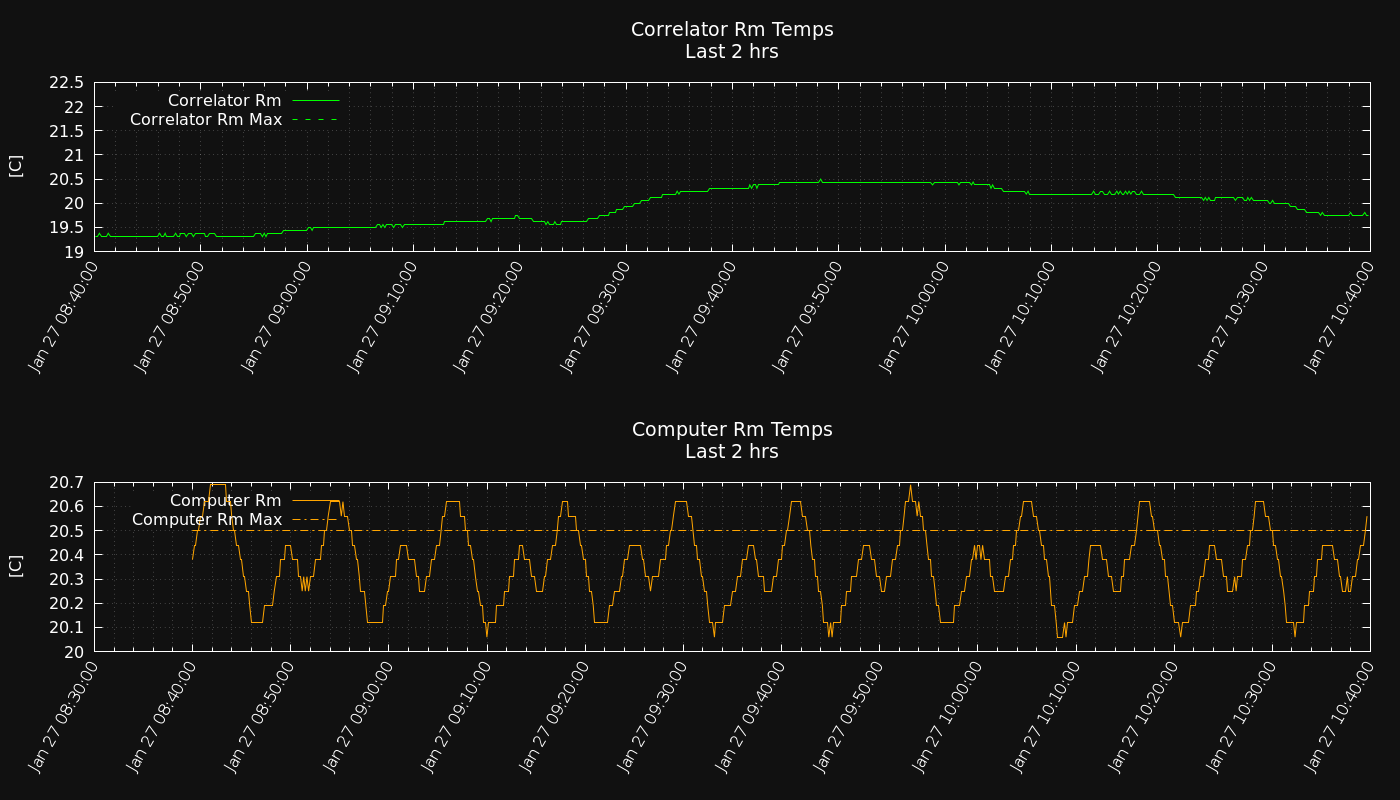 Correlator Rm Temps
Last 2 hrs
22.5
22
21.5
21
20.5
20
19.5
19
[C]
Correlator Rm
Correlator Rm Max
Jan 27 08:40:00
Jan 27 08:50:00
Jan 27 09:00:00
Jan 27 09:10:00
Jan 27 09:20:00
Jan 27 09:30:00
Jan 27 09:40:00
Jan 27 09:50:00
Jan 27 10:00:00
Jan 27 10:10:00
Jan 27 10:20:00
Jan 27 10:30:00
Jan 27 10:40:00
Computer Rm Temps
Last 2 hrs
20.7
20.6
20.5
20.4
20.3
20.2
20.1
20
[C]
Computer Rm
Computer Rm Max
Jan 27 08:30:00
Jan 27 08:40:00
Jan 27 08:50:00
Jan 27 09:00:00
Jan 27 09:10:00
Jan 27 09:20:00
Jan 27 09:30:00
Jan 27 09:40:00
Jan 27 09:50:00
Jan 27 10:00:00
Jan 27 10:10:00
Jan 27 10:20:00
Jan 27 10:30:00
Jan 27 10:40:00